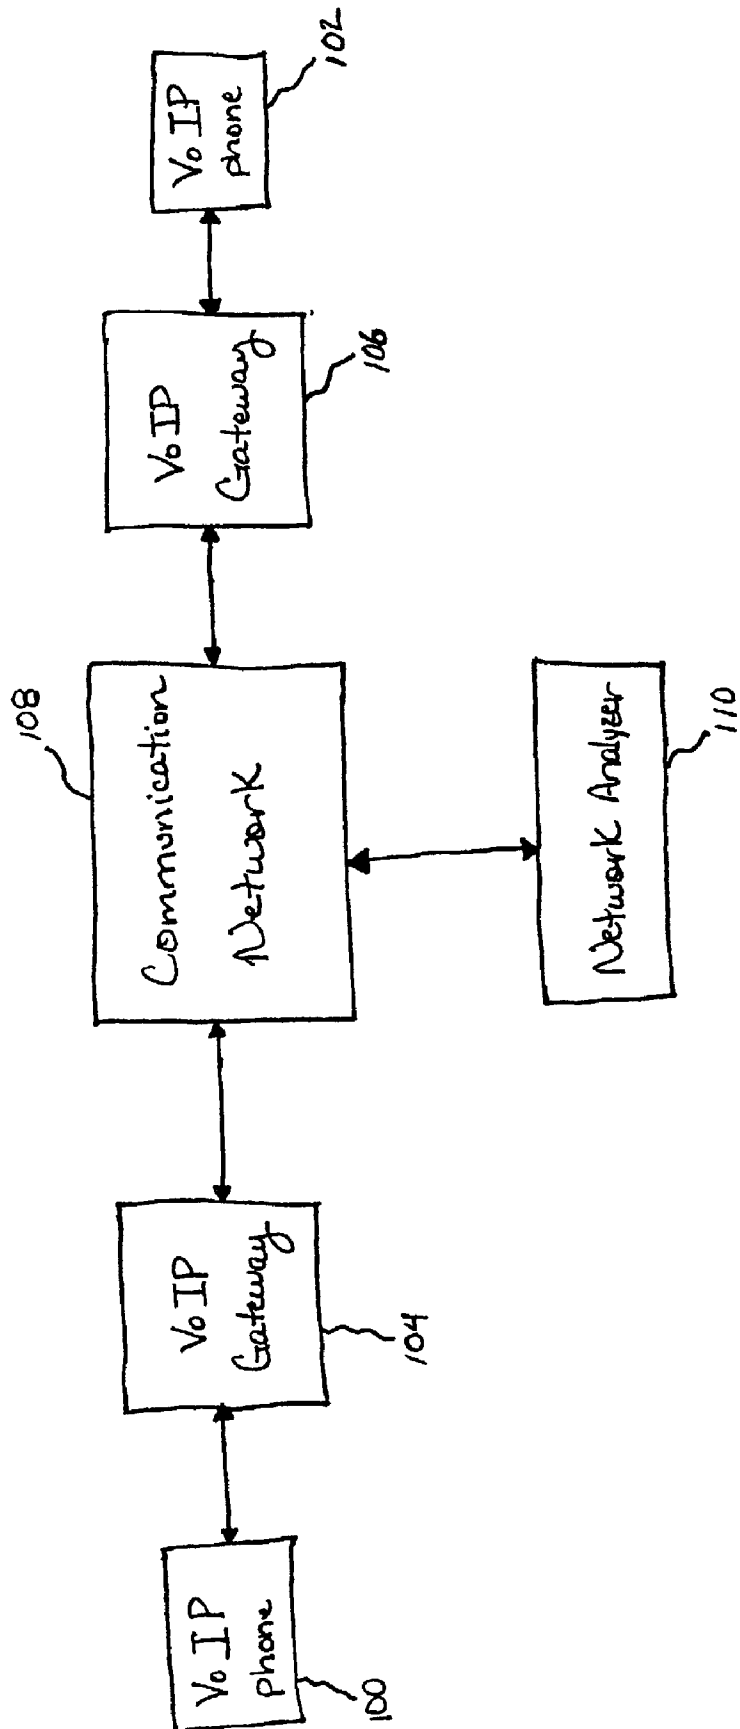 108
VoIP
phone
100
VoIP
Gateway
104
Communication
Network
VoIP
Gateway
106
VoIP
phone
102
Network Analyzer
110